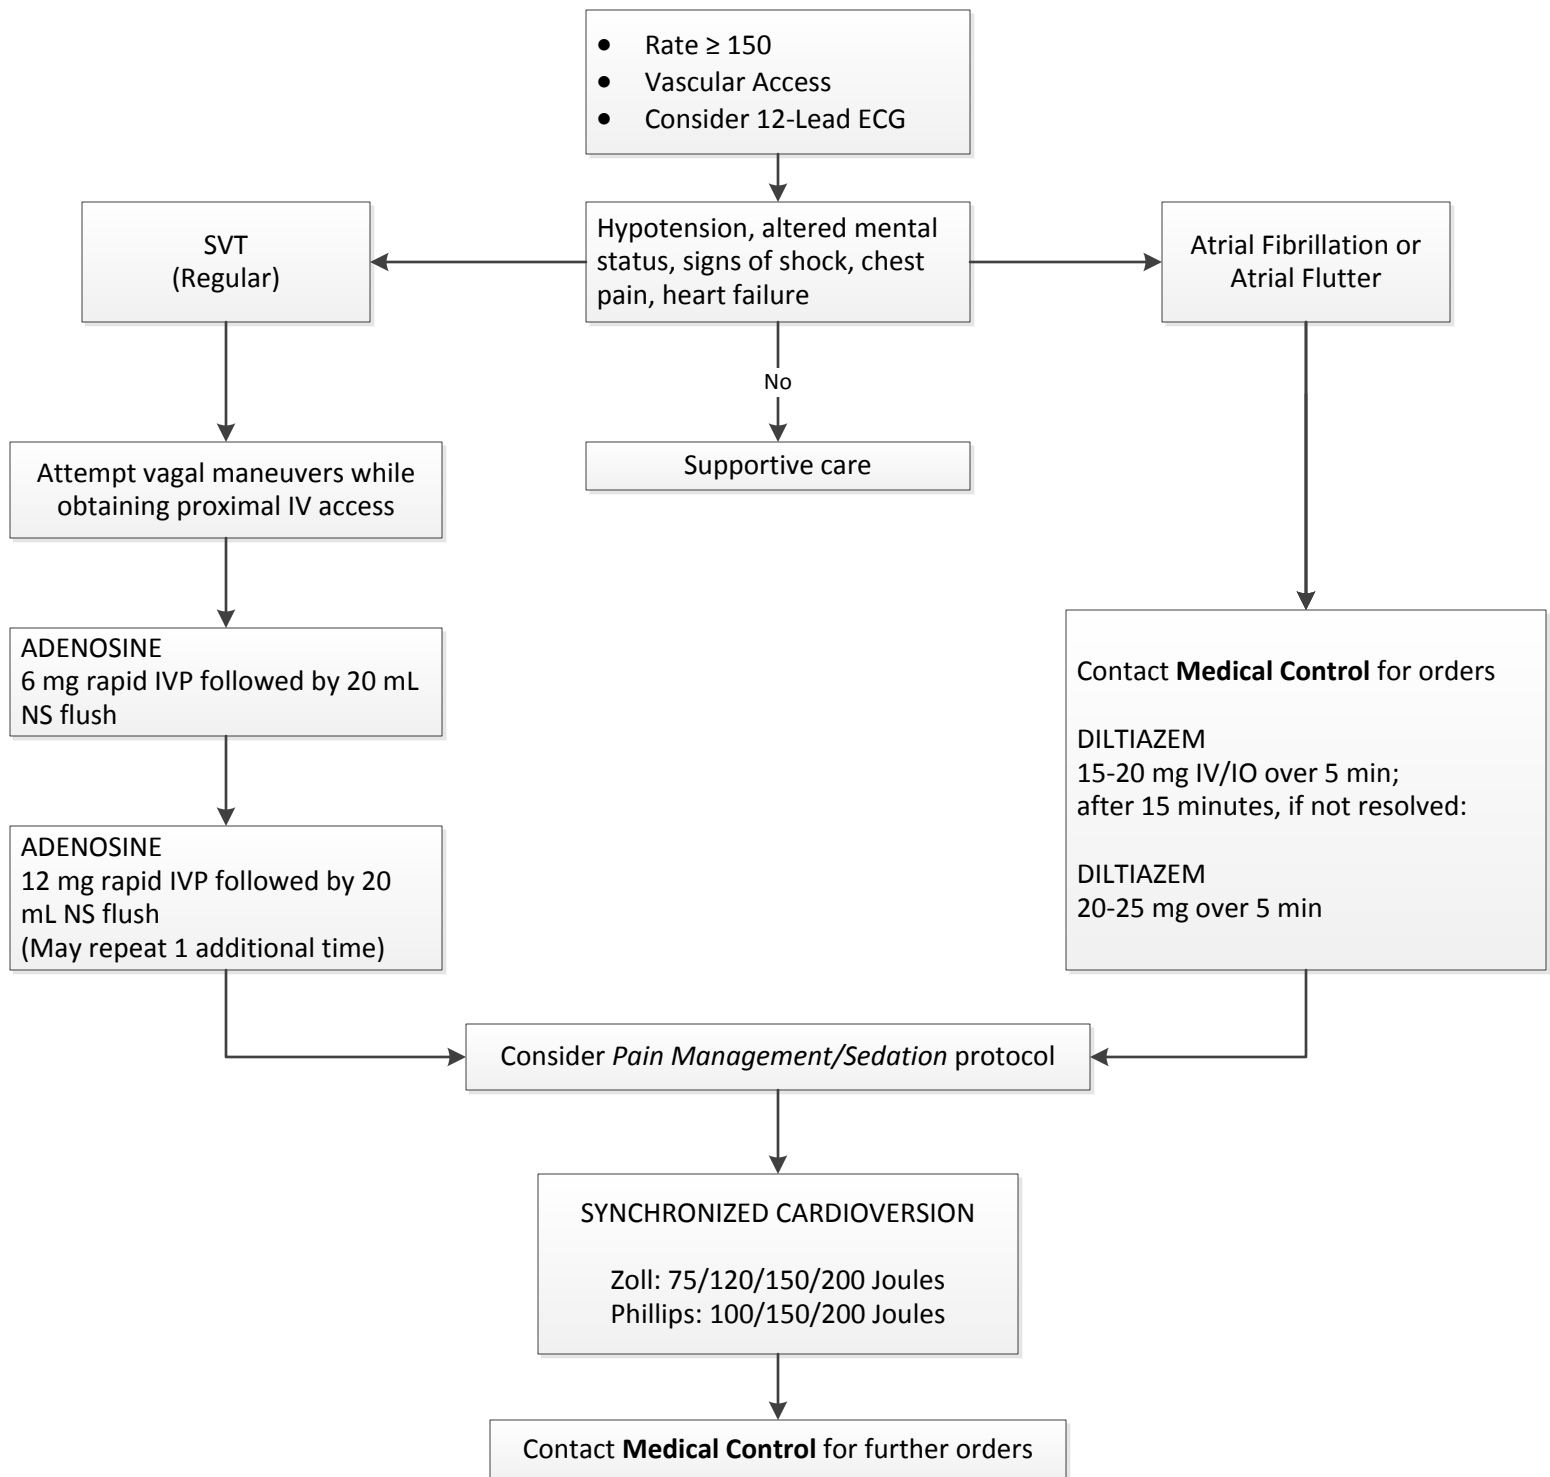 • Rate ≥ 150
• Vascular Access
• Consider 12-Lead ECG
SVT
(Regular)
Hypotension, altered mental
status, signs of shock, chest
pain, heart failure
Atrial Fibrillation or
Atrial Flutter
No
Supportive care
Attempt vagal maneuvers while
obtaining proximal IV access
ADENOSINE
6 mg rapid IVP followed by 20 mL
NS flush
Contact Medical Control for orders
DILTIAZEM
15-20 mg IV/IO over 5 min;
after 15 minutes, if not resolved:
DILTIAZEM
20-25 mg over 5 min
ADENOSINE
12 mg rapid IVP followed by 20
mL NS flush
(May repeat 1 additional time)
Consider Pain Management/Sedation protocol
SYNCHRONIZED CARDIOVERSION
Zoll: 75/120/150/200 Joules
Phillips: 100/150/200 Joules
Contact Medical Control for further orders